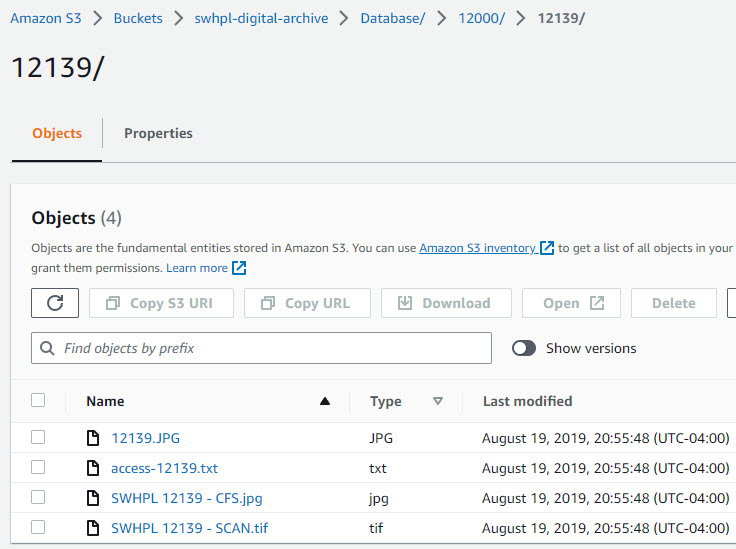 Amazon S3 > Buckets > swhpl-digital-archive > Database/ > 12000/ > 12139/
12139/
Objects Properties
Objects (4)
Objects are the fundamental entities stored in Amazon S3. You can use Amazon S3 inventory to get a list of all objects in your
grant them permissions. Learn more
Copy S3 URI Copy URL Download Open Delete
Find objects by prefix Show versions
Name Type Last modified
12139.JPG JPG August 19, 2019, 20:55:48 (UTC-04:00)
access-12139.txt txt August 19, 2019, 20:55:48 (UTC-04:00)
SWHPL 12139 - CFS.jpg jpg August 19, 2019, 20:55:48 (UTC-04:00)
SWHPL 12139 - SCAN.tif tif August 19, 2019, 20:55:48 (UTC-04:00)